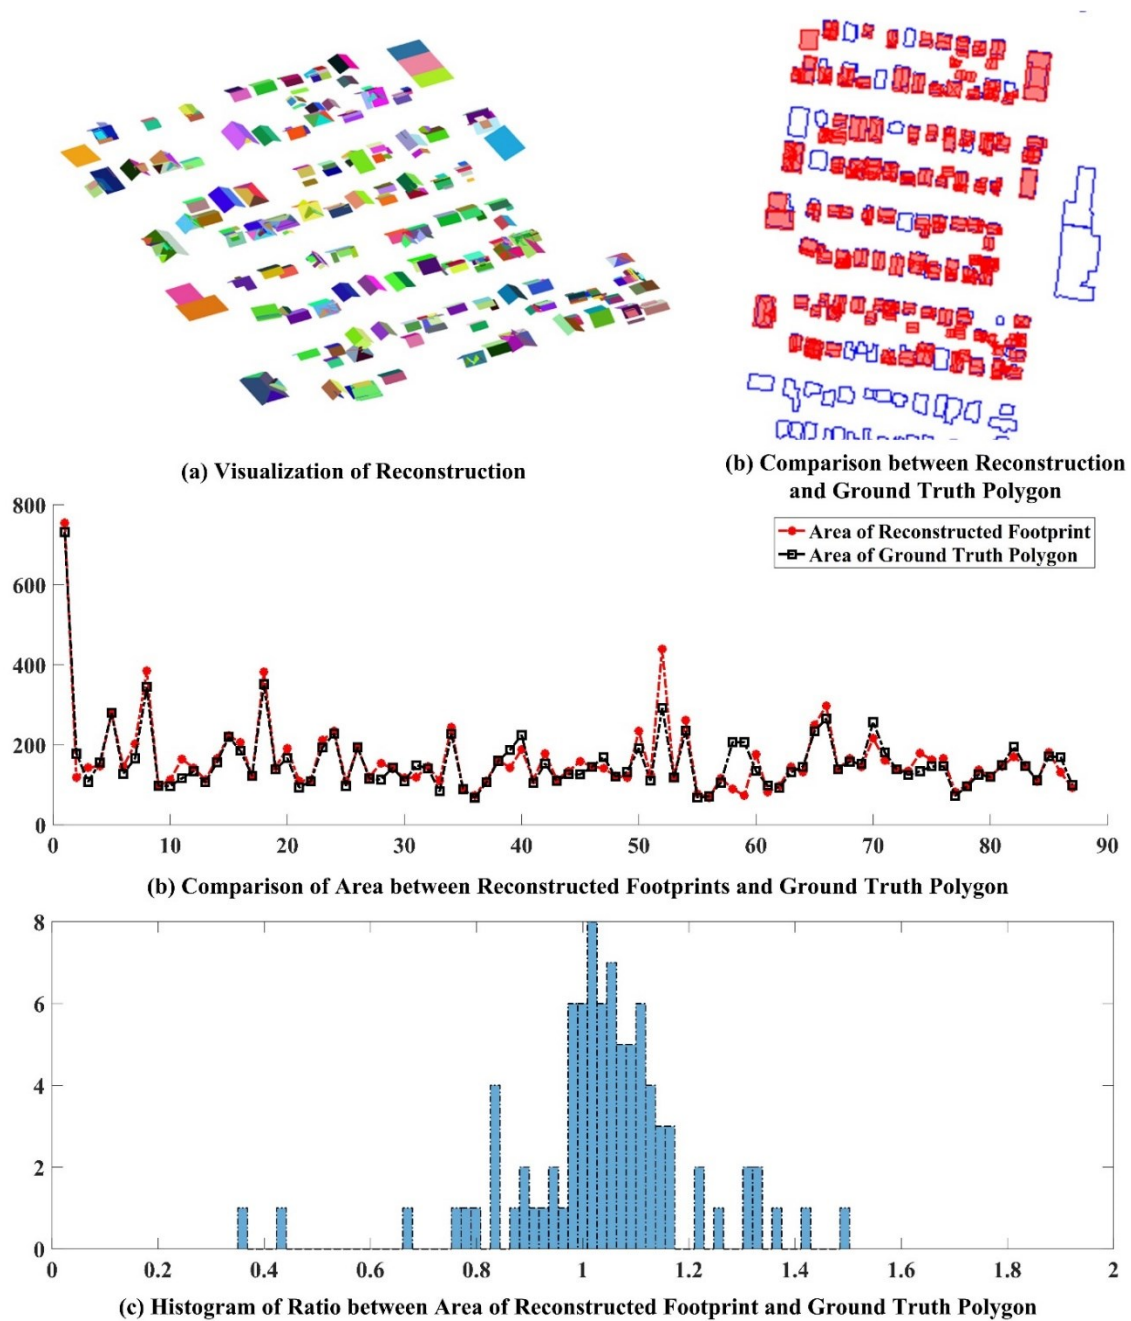 (a) Visualization of Reconstruction
(b) Comparison between Reconstruction
and Ground Truth Polygon
800
600
400
200
0
Area of Reconstructed Footprint
Area of Ground Truth Polygon
0 10 20 30 40 50 60 70 80 90
(b) Comparison of Area between Reconstructed Footprints and Ground Truth Polygon
8
6
4
2
0
0 0.2 0.4 0.6 0.8 1 1.2 1.4 1.6 1.8 2
(c) Histogram of Ratio between Area of Reconstructed Footprint and Ground Truth Polygon